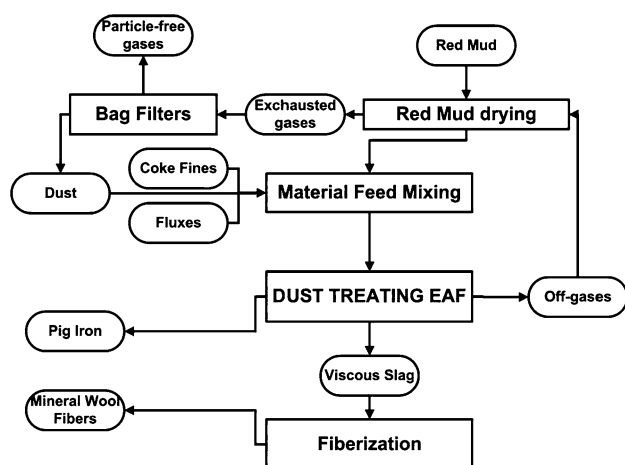 Particle-free
gases
Red Mud
Bag Filters
Exchausted
gases
Red Mud drying
Coke Fines
Dust
Material Feed Mixing
Fluxes
DUST TREATING EAF
Off-gases
Pig Iron
Viscous Slag
Mineral Wool
Fibers
Fiberization